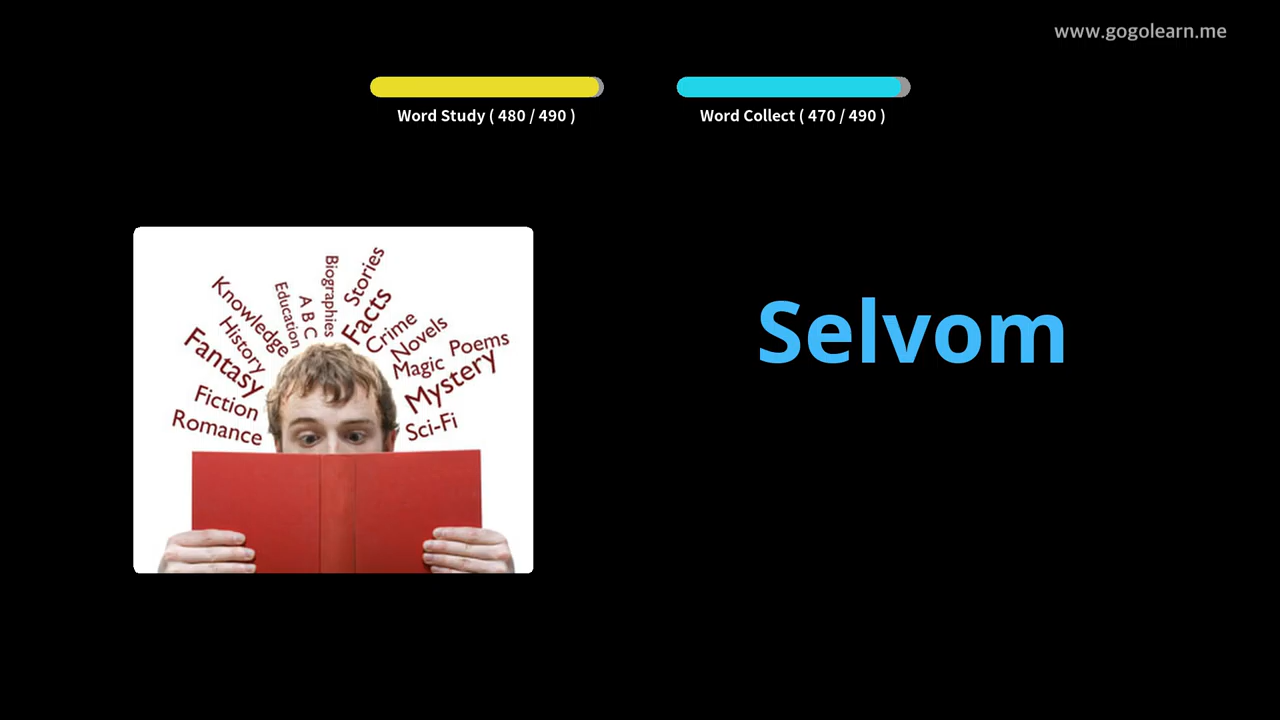 www.gogolearn.me
Word Study ( 480 / 490 )
Word Collect ( 470 / 490 )
Selvom
Biographies
Stories
Education
A B C
Facts
Knowledge
Crime
History
Novels
Fantasy
Magic
Poems
Fiction
Mystery
Romance
Sci-Fi